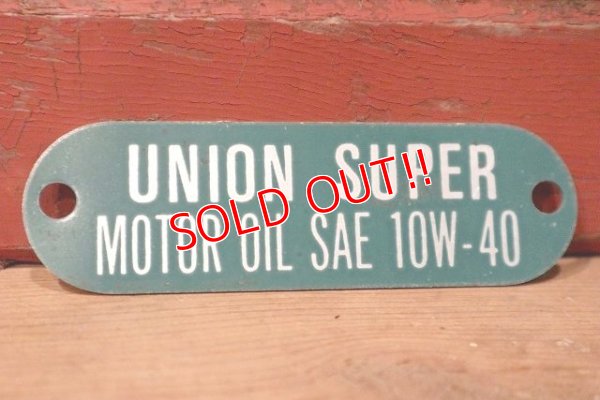 UNION SUPER
MOTOR OIL SAE 10W-40
SOLD OUT!!